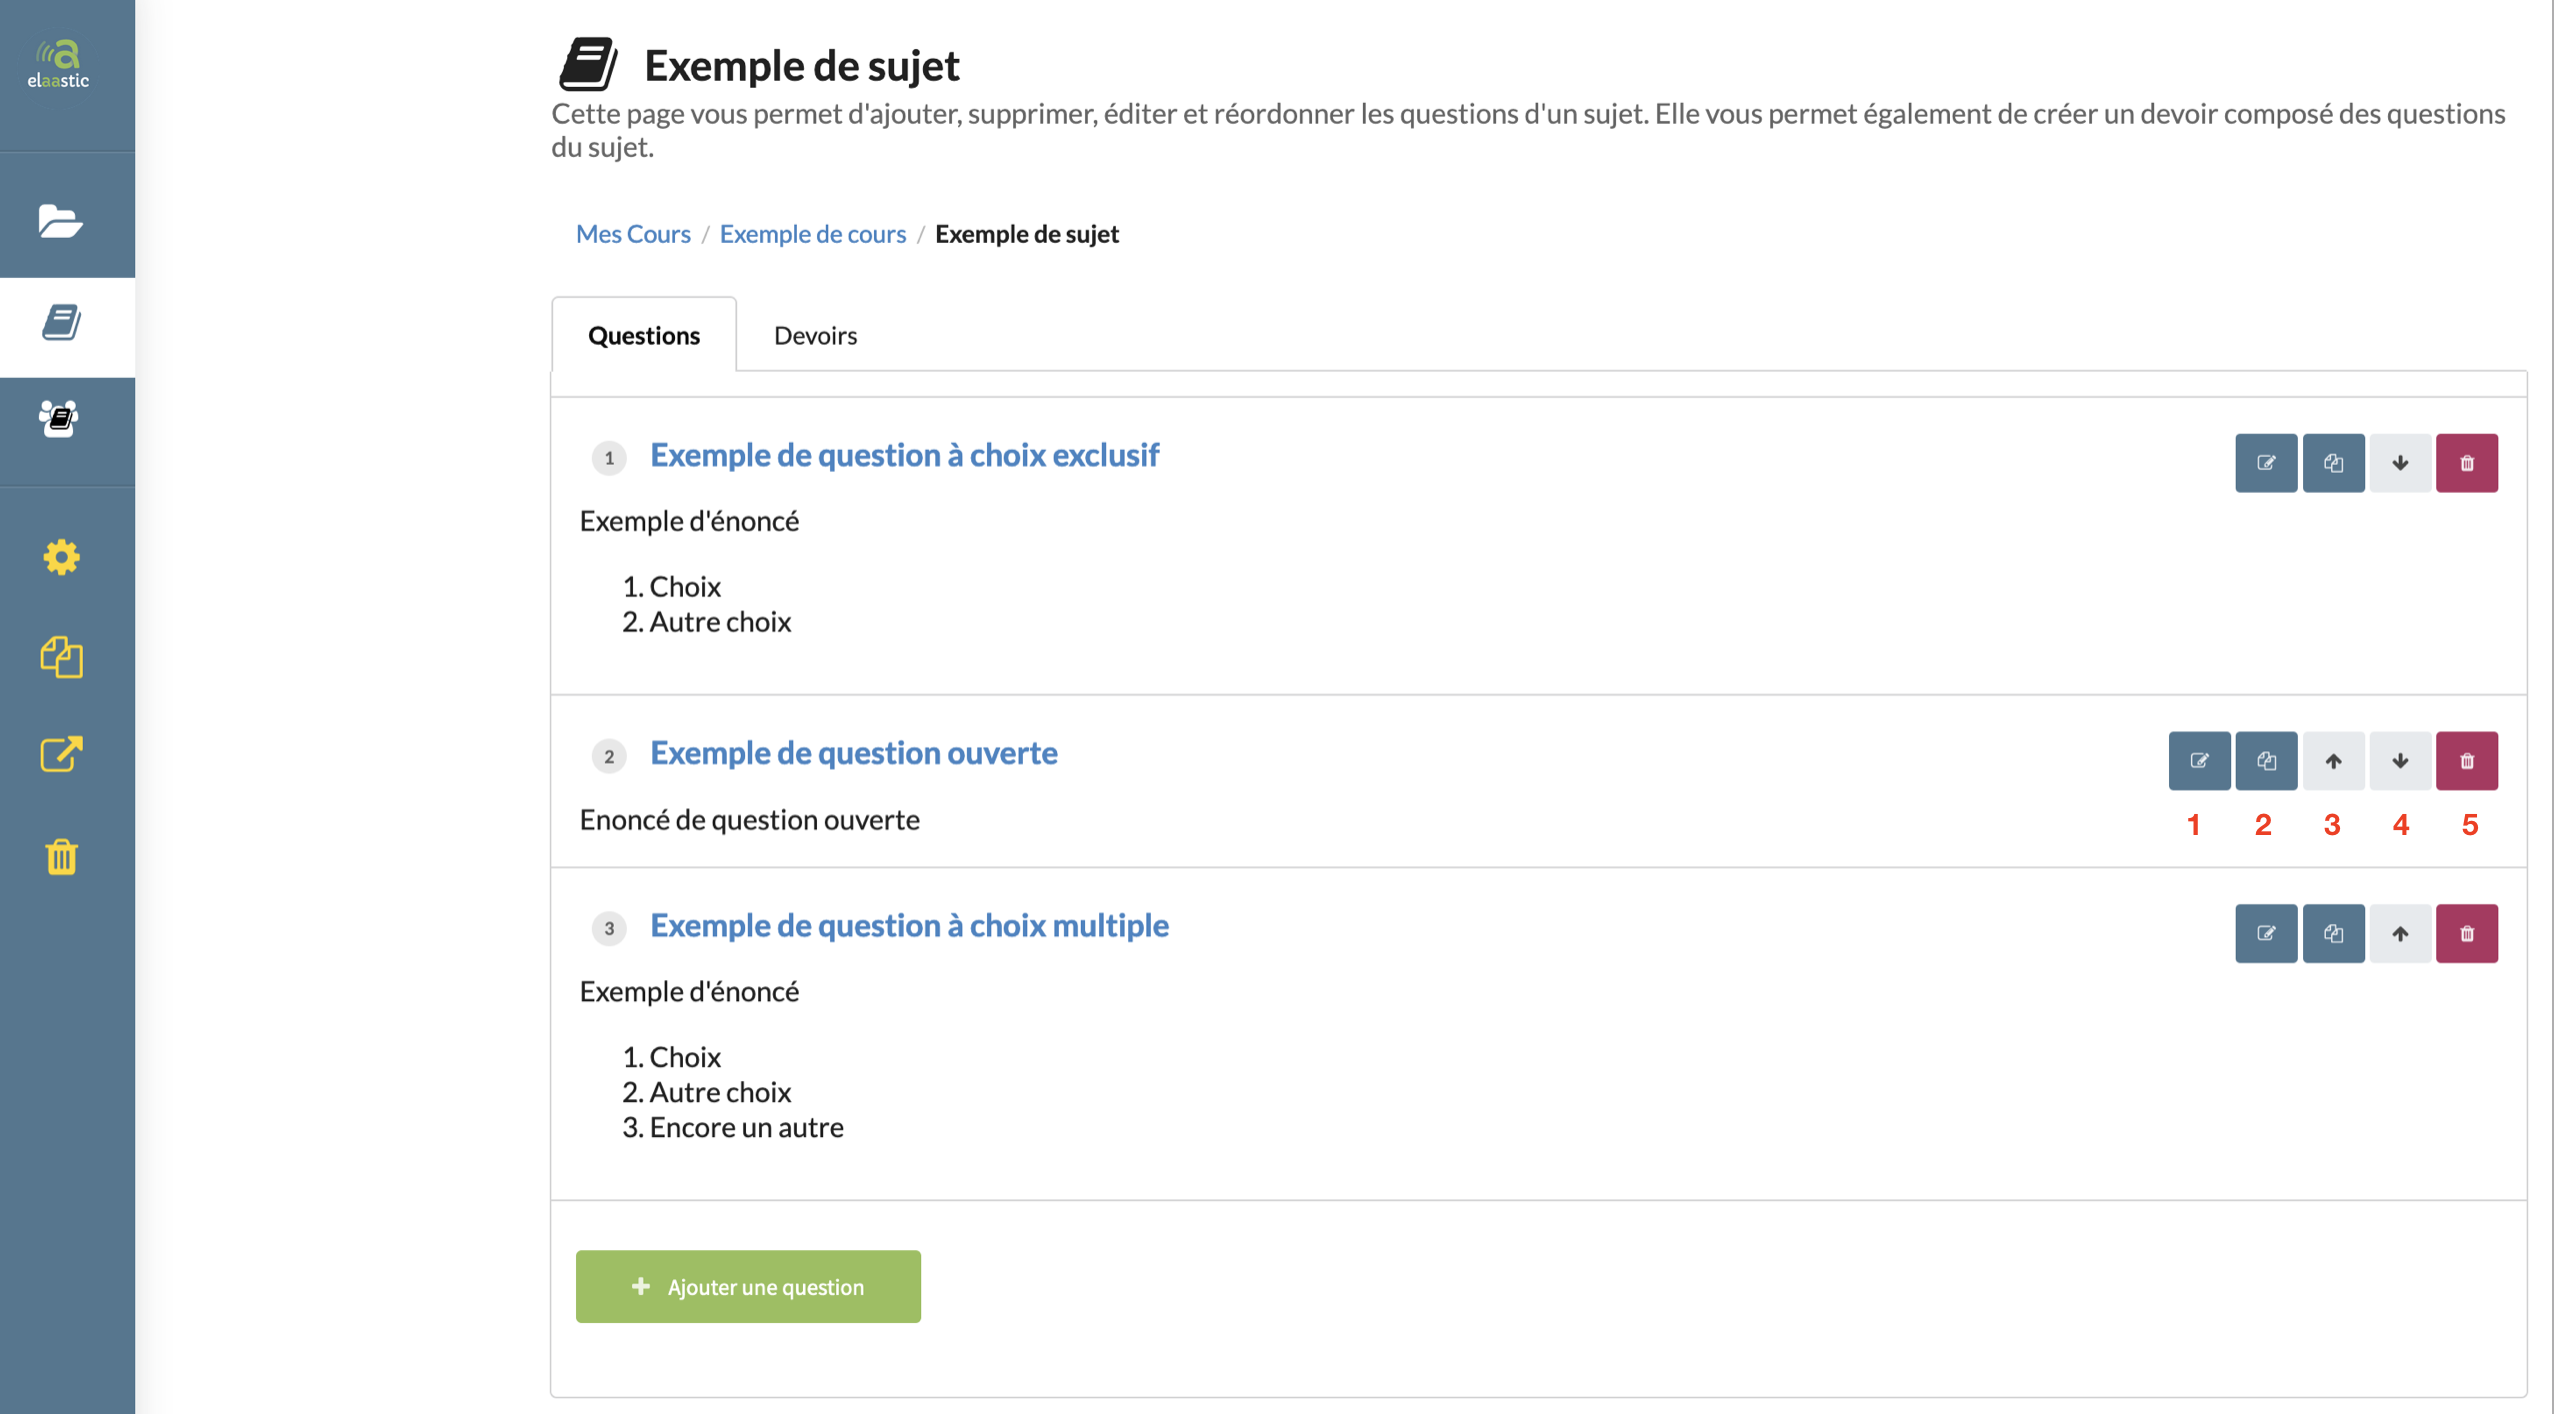 elaastic
Exemple de sujet
Cette page vous permet d'ajouter, supprimer, éditer et réordonner les questions d'un sujet. Elle vous permet également de créer un devoir composé des questions
du sujet.
Mes Cours / Exemple de cours / Exemple de sujet
Questions Devoirs
1 Exemple de question à choix exclusif
Exemple d'énoncé
1. Choix
2. Autre choix
2 Exemple de question ouverte
Enoncé de question ouverte
1 2 3 4 5
3 Exemple de question à choix multiple
Exemple d'énoncé
1. Choix
2. Autre choix
3. Encore un autre
+ Ajouter une question